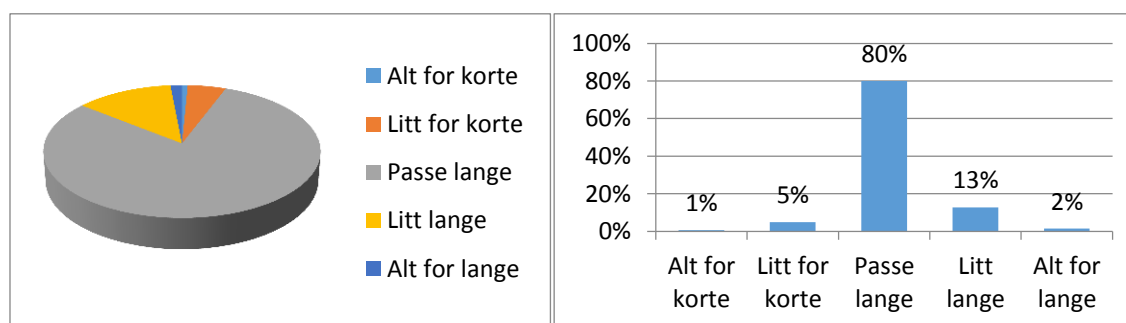 Alt for korte
Litt for korte
Passe lange
Litt lange
Alt for lange
100%
80%
60%
40%
20%
0%
1%
5%
80%
13%
2%
Alt for
korte
Litt for
korte
Passe
lange
Litt
lange
Alt for
lange